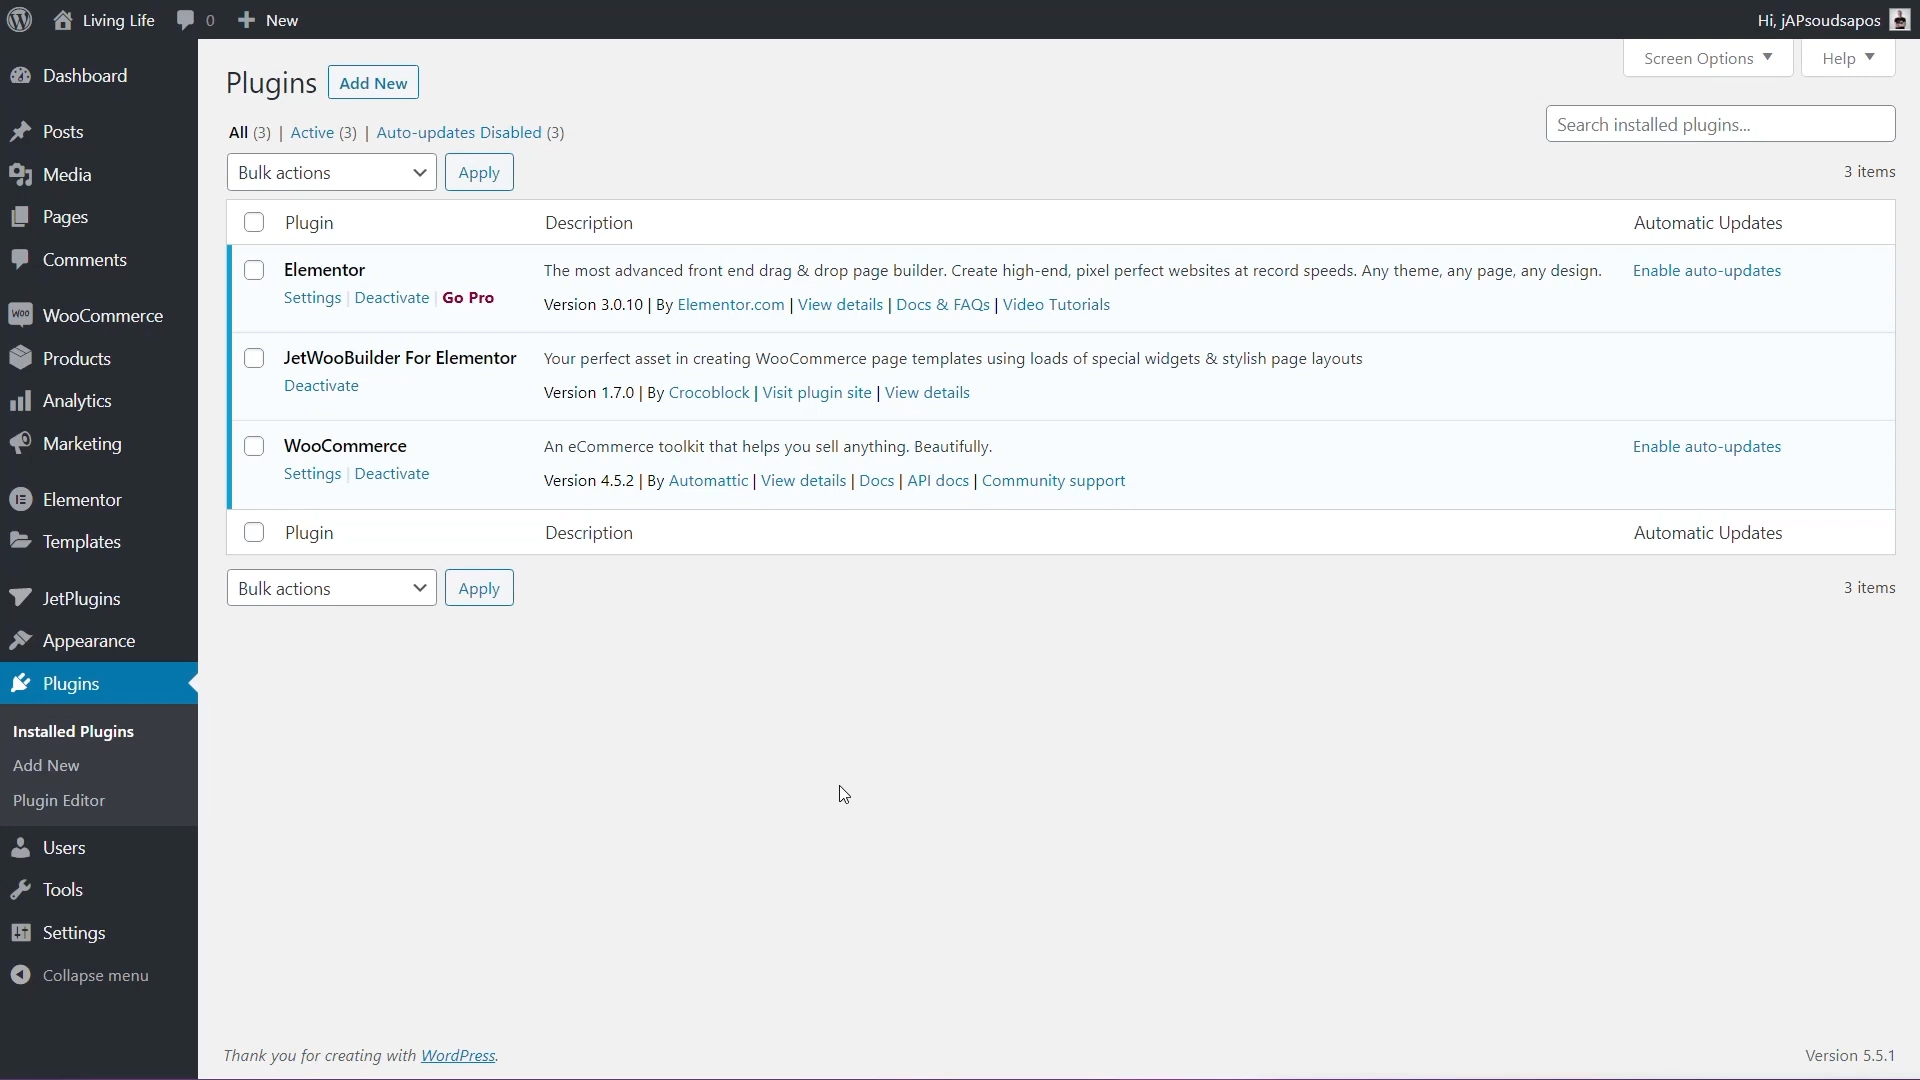 Living Life 0 New Hi, jAPsoudsapos
Dashboard
Posts
Media
Pages
Comments
Woo WooCommerce
Products
Analytics
Marketing
Elementor
Templates
JetPlugins
Appearance
Plugins
Installed Plugins
Add New
Plugin Editor
Users
Tools
Settings
Collapse menu
Screen Options Help
Plugins Add New
All (3) | Active (3) | Auto-updates Disabled (3)
Search installed plugins...
Bulk actions Apply 3 items
Plugin Description Automatic Updates
Elementor The most advanced front end drag & drop page builder. Create high-end, pixel perfect websites at record speeds. Any theme, any page, any design. Enable auto-updates
Settings | Deactivate | Go Pro Version 3.0.10 | By Elementor.com | View details | Docs & FAQs | Video Tutorials
JetWooBuilder For Elementor Your perfect asset in creating WooCommerce page templates using loads of special widgets & stylish page layouts
Deactivate Version 1.7.0 | By Crocoblock | Visit plugin site | View details
WooCommerce An eCommerce toolkit that helps you sell anything. Beautifully. Enable auto-updates
Settings | Deactivate Version 4.5.2 | By Automattic | View details | Docs | API docs | Community support
Plugin Description Automatic Updates
Bulk actions Apply 3 items
Thank you for creating with WordPress. Version 5.5.1